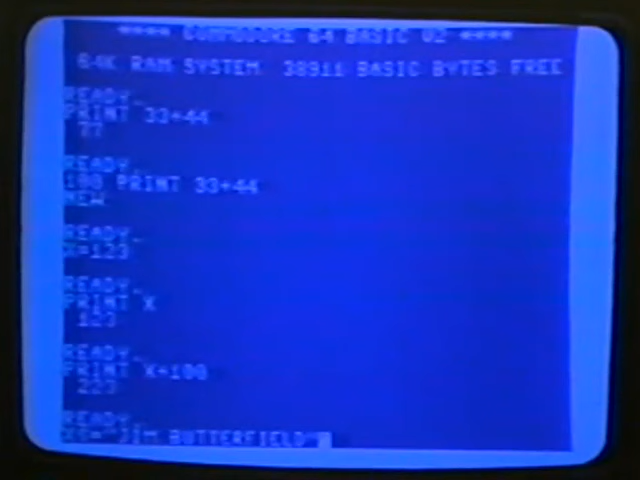 **** COMMODORE 64 BASIC V2 ****
64K RAM SYSTEM 38911 BASIC BYTES FREE
READY.
PRINT 33+44
77
READY.
100 PRINT 33+44
NEW
READY.
X=123
READY.
PRINT X
123
READY.
PRINT X+100
223
READY.
X$="JIM BUTTERFIELD"